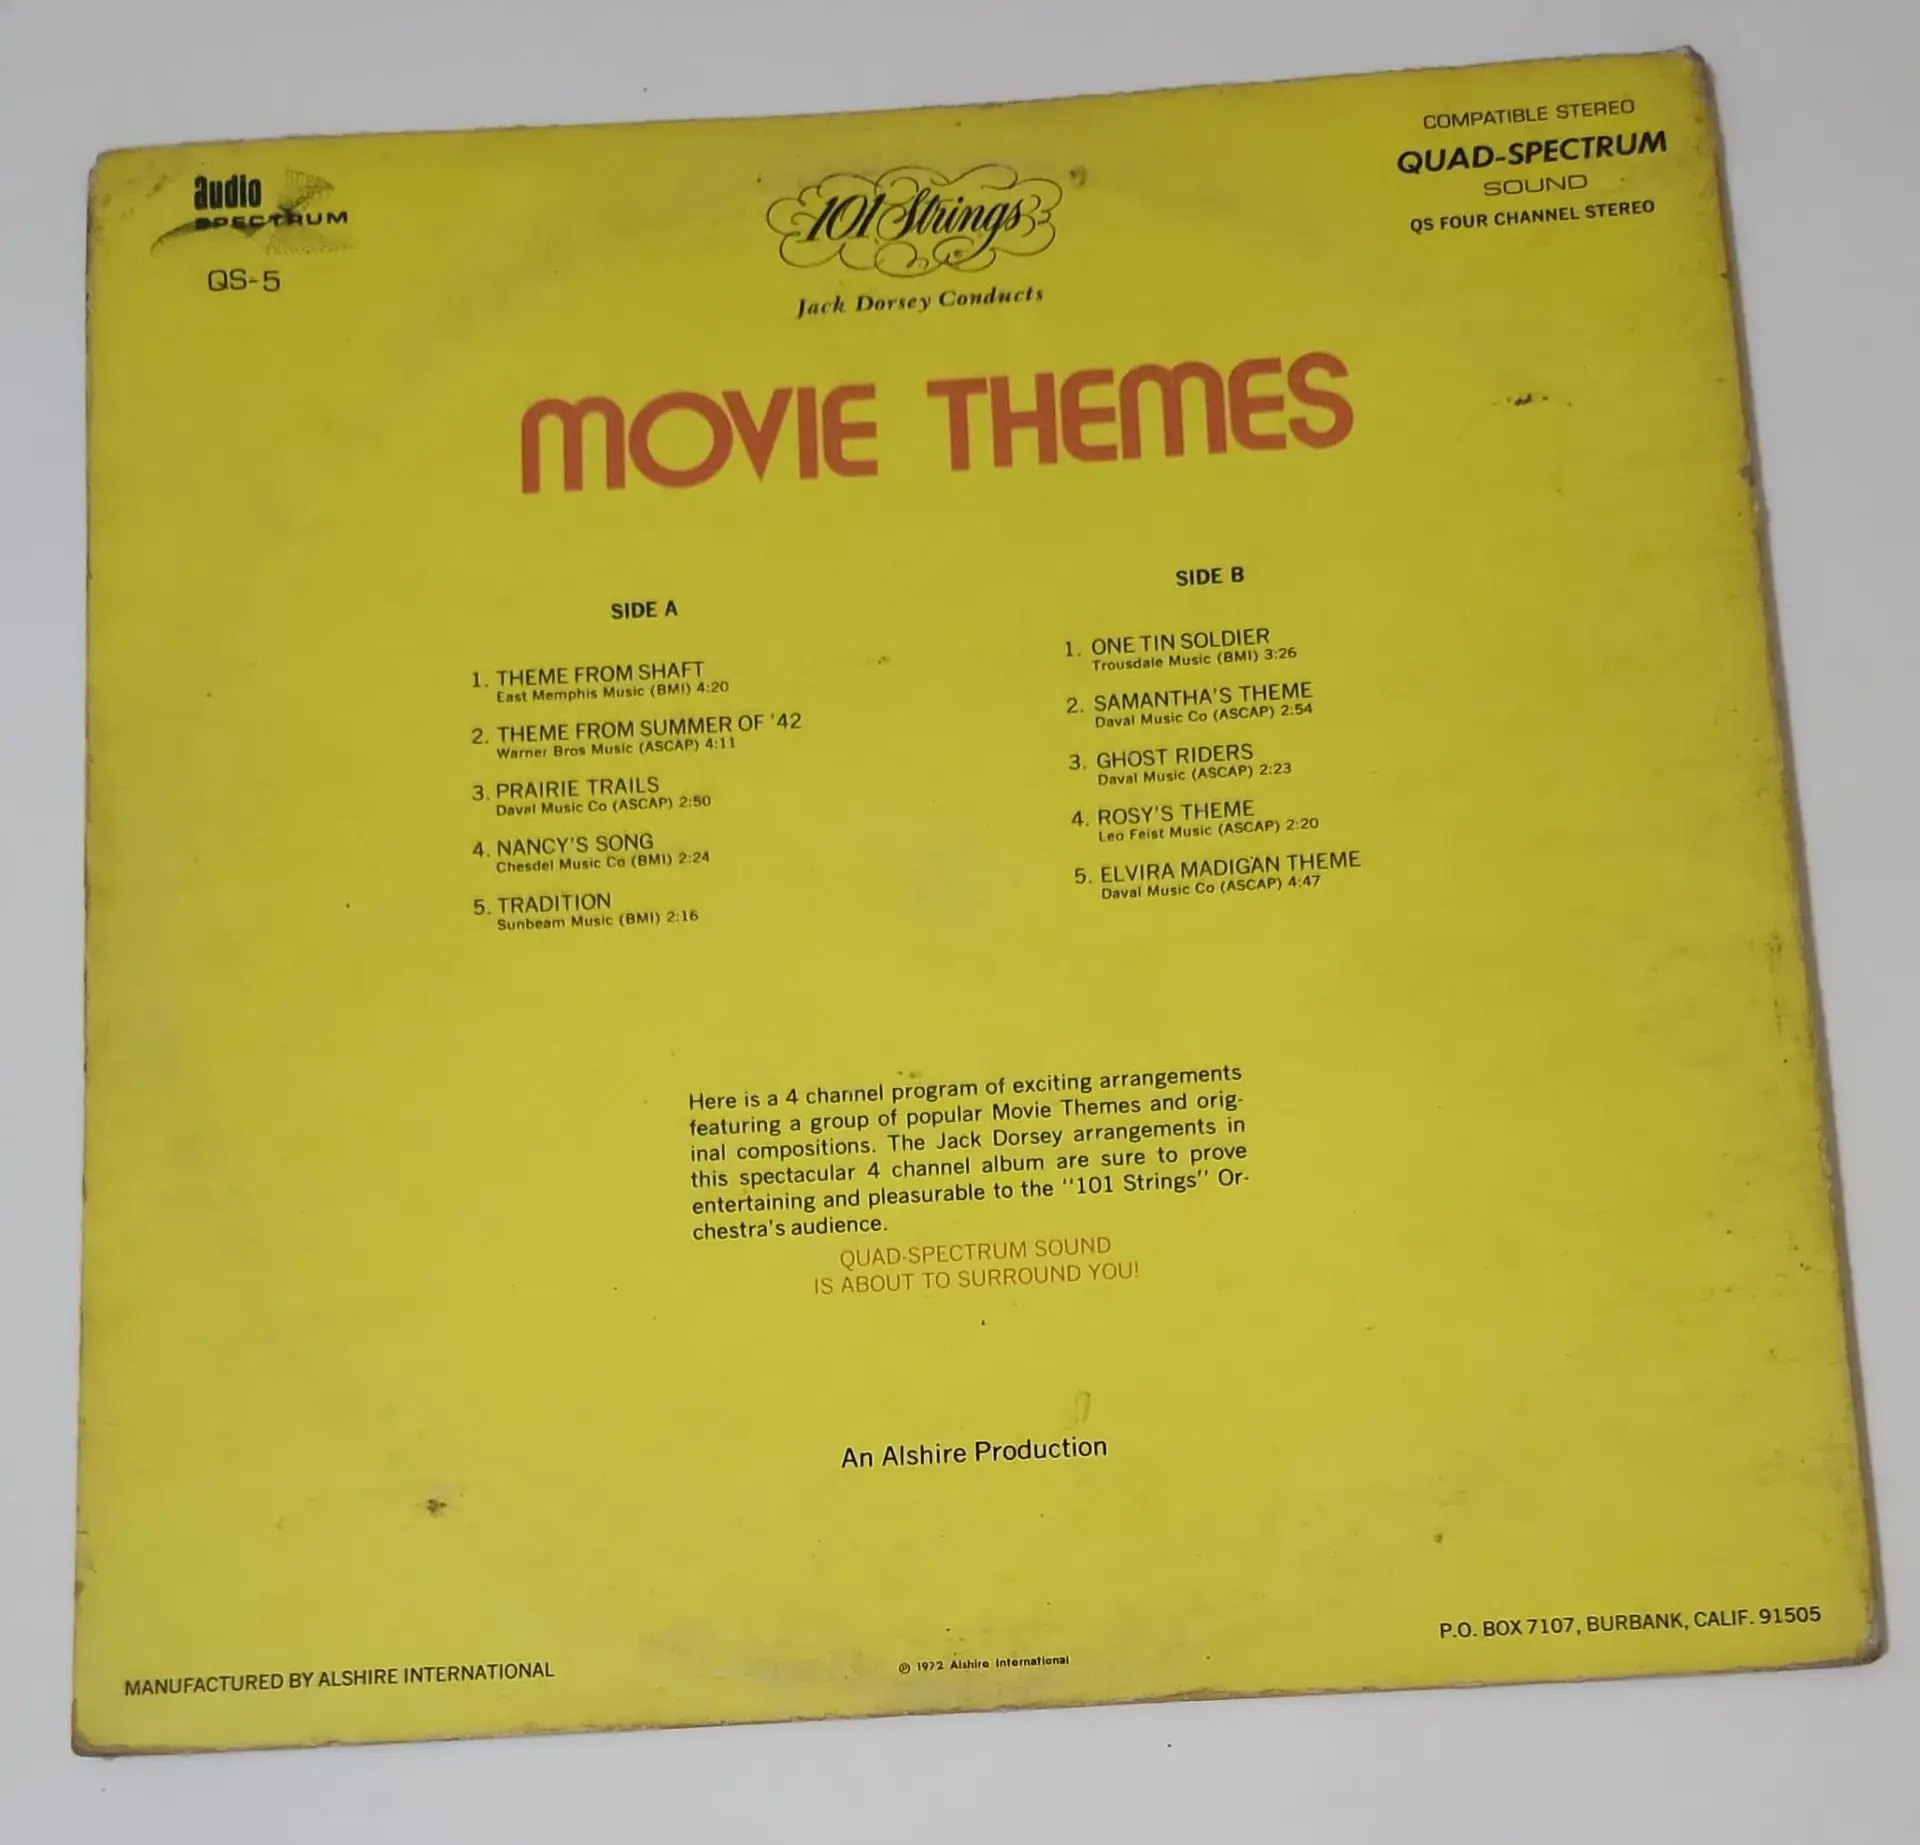 audio
SPECTRUM
QS-5
101 Strings
Jack Dorsey Conducts
COMPATIBLE STEREO
QUAD-SPECTRUM
SOUND
QS FOUR CHANNEL STEREO
MOVIE THEMES
SIDE A
1. THEME FROM SHAFT
East Memphis Music (BMI) 4:20
2. THEME FROM SUMMER OF '42
Warner Bros Music (ASCAP) 4:11
3. PRAIRIE TRAILS
Daval Music Co (ASCAP) 2:50
4. NANCY'S SONG
Chesdel Music Co (BMI) 2:24
5. TRADITION
Sunbeam Music (BMI) 2:16
SIDE B
1. ONE TIN SOLDIER
Trousdale Music (BMI) 3:26
2. SAMANTHA'S THEME
Daval Music Co (ASCAP) 2:54
3. GHOST RIDERS
Daval Music (ASCAP) 2:23
4. ROSY'S THEME
Leo Feist Music (ASCAP) 2:20
5. ELVIRA MADIGAN THEME
Daval Music Co (ASCAP) 4:47
Here is a 4 channel program of exciting arrangements
featuring a group of popular Movie Themes and orig-
inal compositions. The Jack Dorsey arrangements in
this spectacular 4 channel album are sure to prove
entertaining and pleasurable to the "101 Strings" Or-
chestra's audience.
QUAD-SPECTRUM SOUND
IS ABOUT TO SURROUND YOU!
An Alshire Production
MANUFACTURED BY ALSHIRE INTERNATIONAL
℗ 1972 Alshire International
P.O. BOX 7107, BURBANK, CALIF. 91505